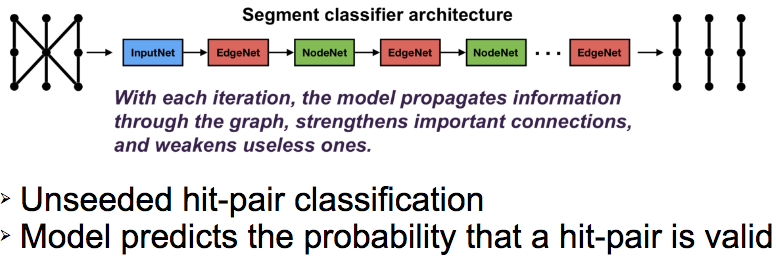 Segment classifier architecture
InputNet EdgeNet NodeNet EdgeNet NodeNet ... EdgeNet
With each iteration, the model propagates information
through the graph, strengthens important connections,
and weakens useless ones.
➢ Unseeded hit-pair classification
➢ Model predicts the probability that a hit-pair is valid